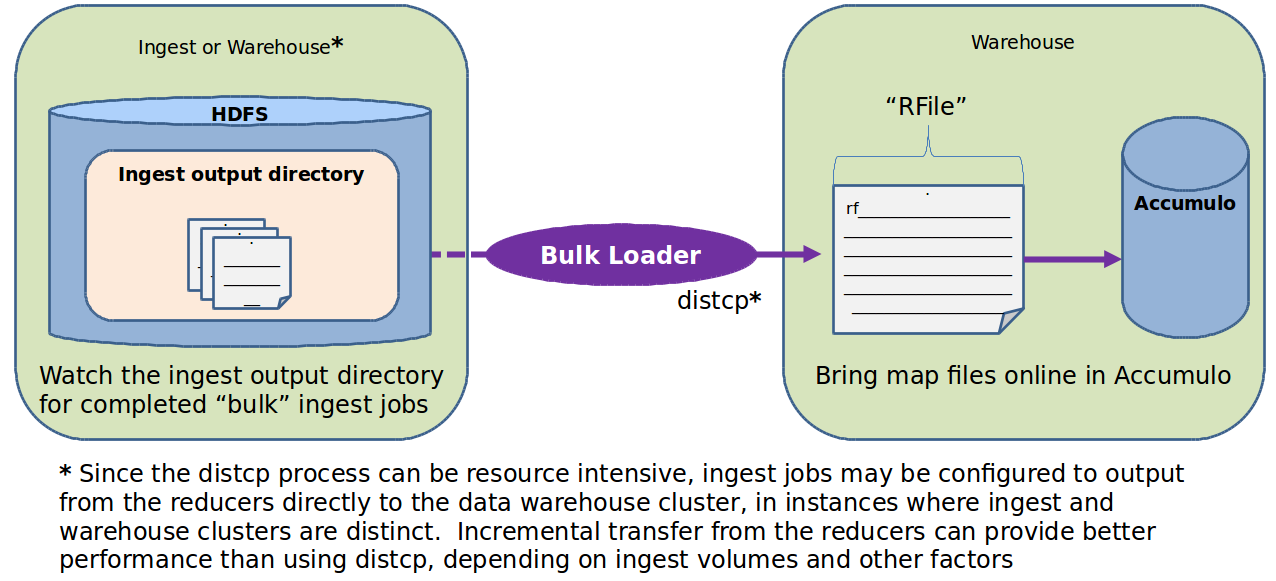 Ingest or Warehouse*
HDFS
Ingest output directory
Watch the ingest output directory
for completed “bulk” ingest jobs
Bulk Loader
distcp*
Warehouse
“RFile”
rf
Accumulo
Bring map files online in Accumulo
* Since the distcp process can be resource intensive, ingest jobs may be configured to output
from the reducers directly to the data warehouse cluster, in instances where ingest and
warehouse clusters are distinct.  Incremental transfer from the reducers can provide better
performance than using distcp, depending on ingest volumes and other factors